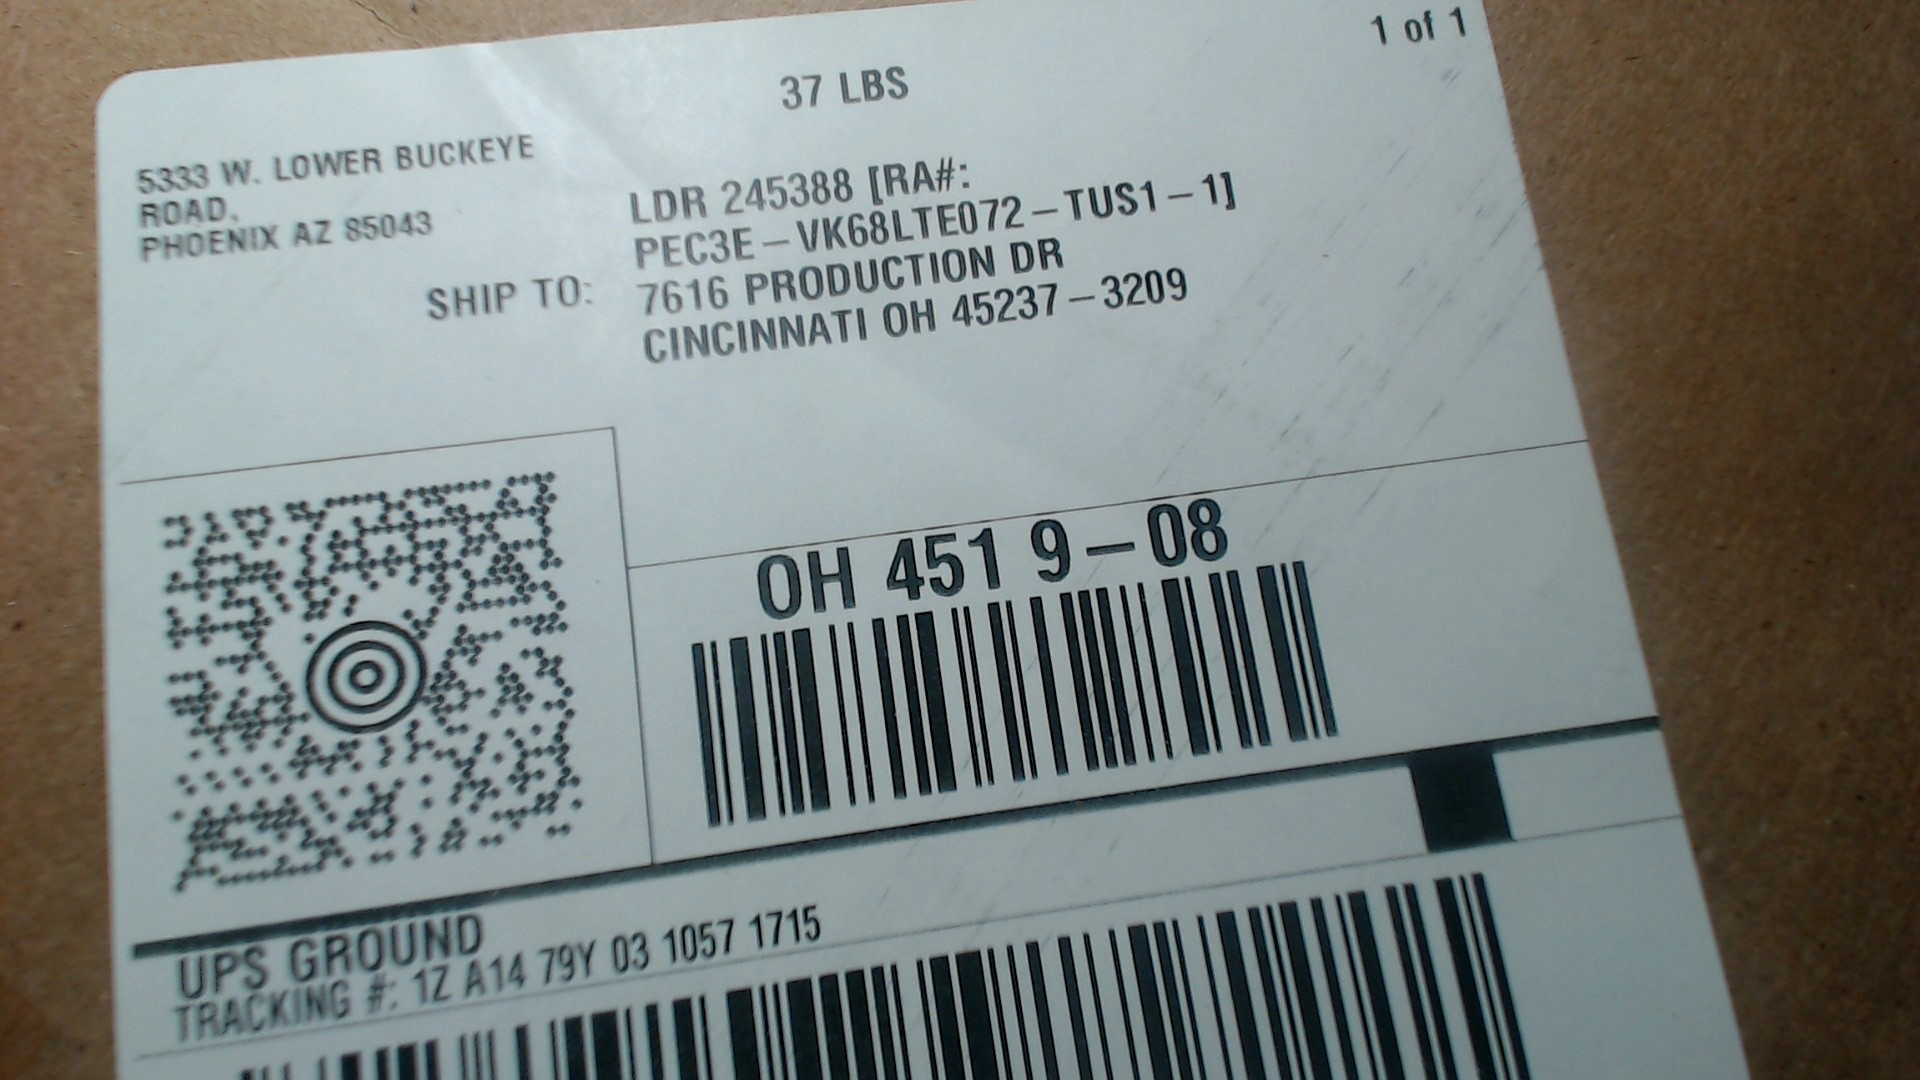 1 of 1
37 LBS
5333 W. LOWER BUCKEYE
ROAD.
PHOENIX AZ 85043
SHIP TO:
LDR 245388 [RA#:
PEC3E-VK68LTE072-TUS1-1]
7616 PRODUCTION DR
CINCINNATI OH 45237-3209
OH 451 9-08
UPS GROUND
TRACKING #: 1Z A14 79Y 03 1057 1715